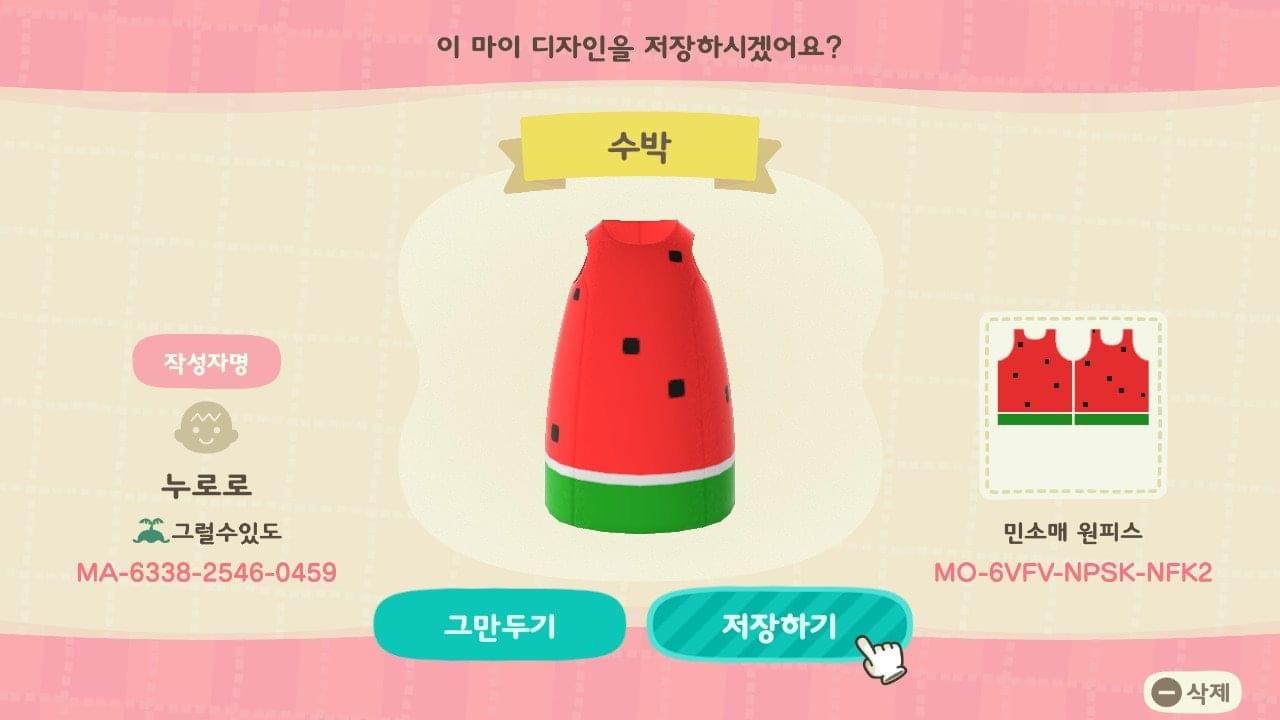 이 마이 디자인을 저장하시겠어요?
수박
작성자명
누로로
그럴수있도
MA-6338-2546-0459
민소매 원피스
MO-6VFV-NPSK-NFK2
그만두기
저장하기
삭제